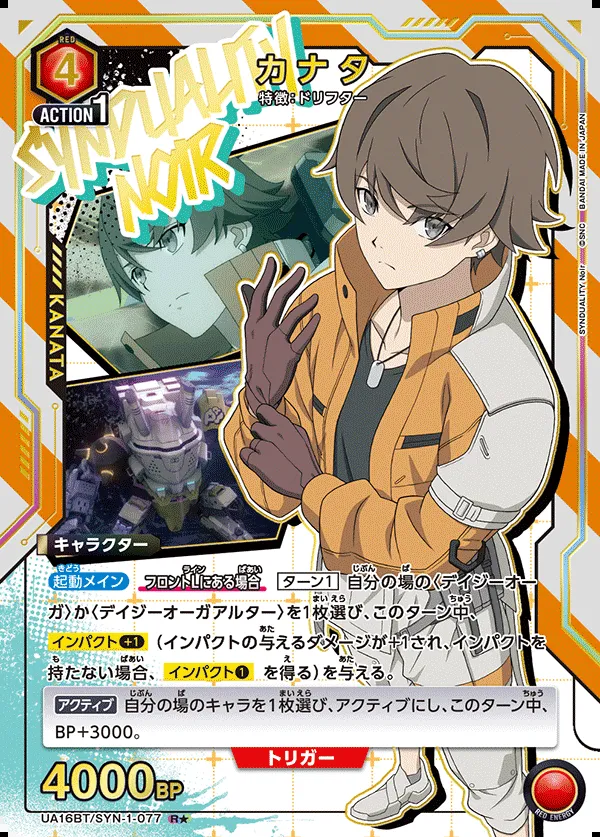 RED
4
ACTION 1
SYNDUALITY
NOIR
カナタ
特徴：ドリフター
KANATA
SYNDUALITY Noir ©SNC BANDAI MADE IN JAPAN
キャラクター
起動メイン フロントLにある場合 ターン1 自分の場の〈デイジーオー
ガ〉か〈デイジーオーガアルター〉を1枚選び、このターン中、
インパクト+1（インパクトの与えるダメージが+1され、インパクトを
持たない場合、インパクト1を得る）を与える。
アクティブ 自分の場のキャラを1枚選び、アクティブにし、このターン中、
BP+3000。
トリガー
4000BP
UA16BT/SYN-1-077 R★
RED ENERGY